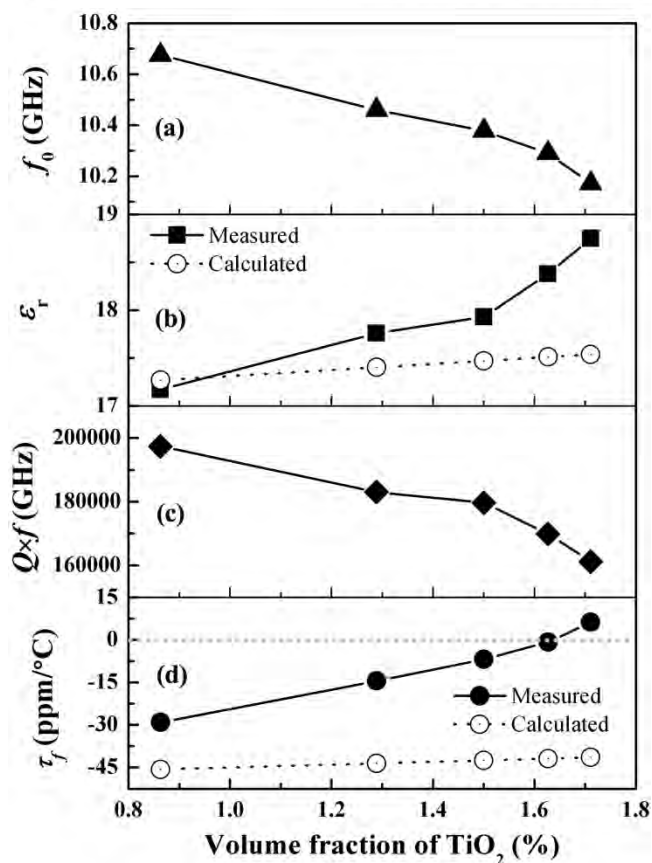 10.8
10.6
10.4
10.2
f₀ (GHz)
(a)
19
18
17
εᵣ
Measured
Calculated
(b)
200000
180000
160000
Q×f (GHz)
(c)
15
0
-15
-30
-45
τf (ppm/°C)
(d)
Measured
Calculated
0.8 1.0 1.2 1.4 1.6 1.8
Volume fraction of TiO₂ (%)